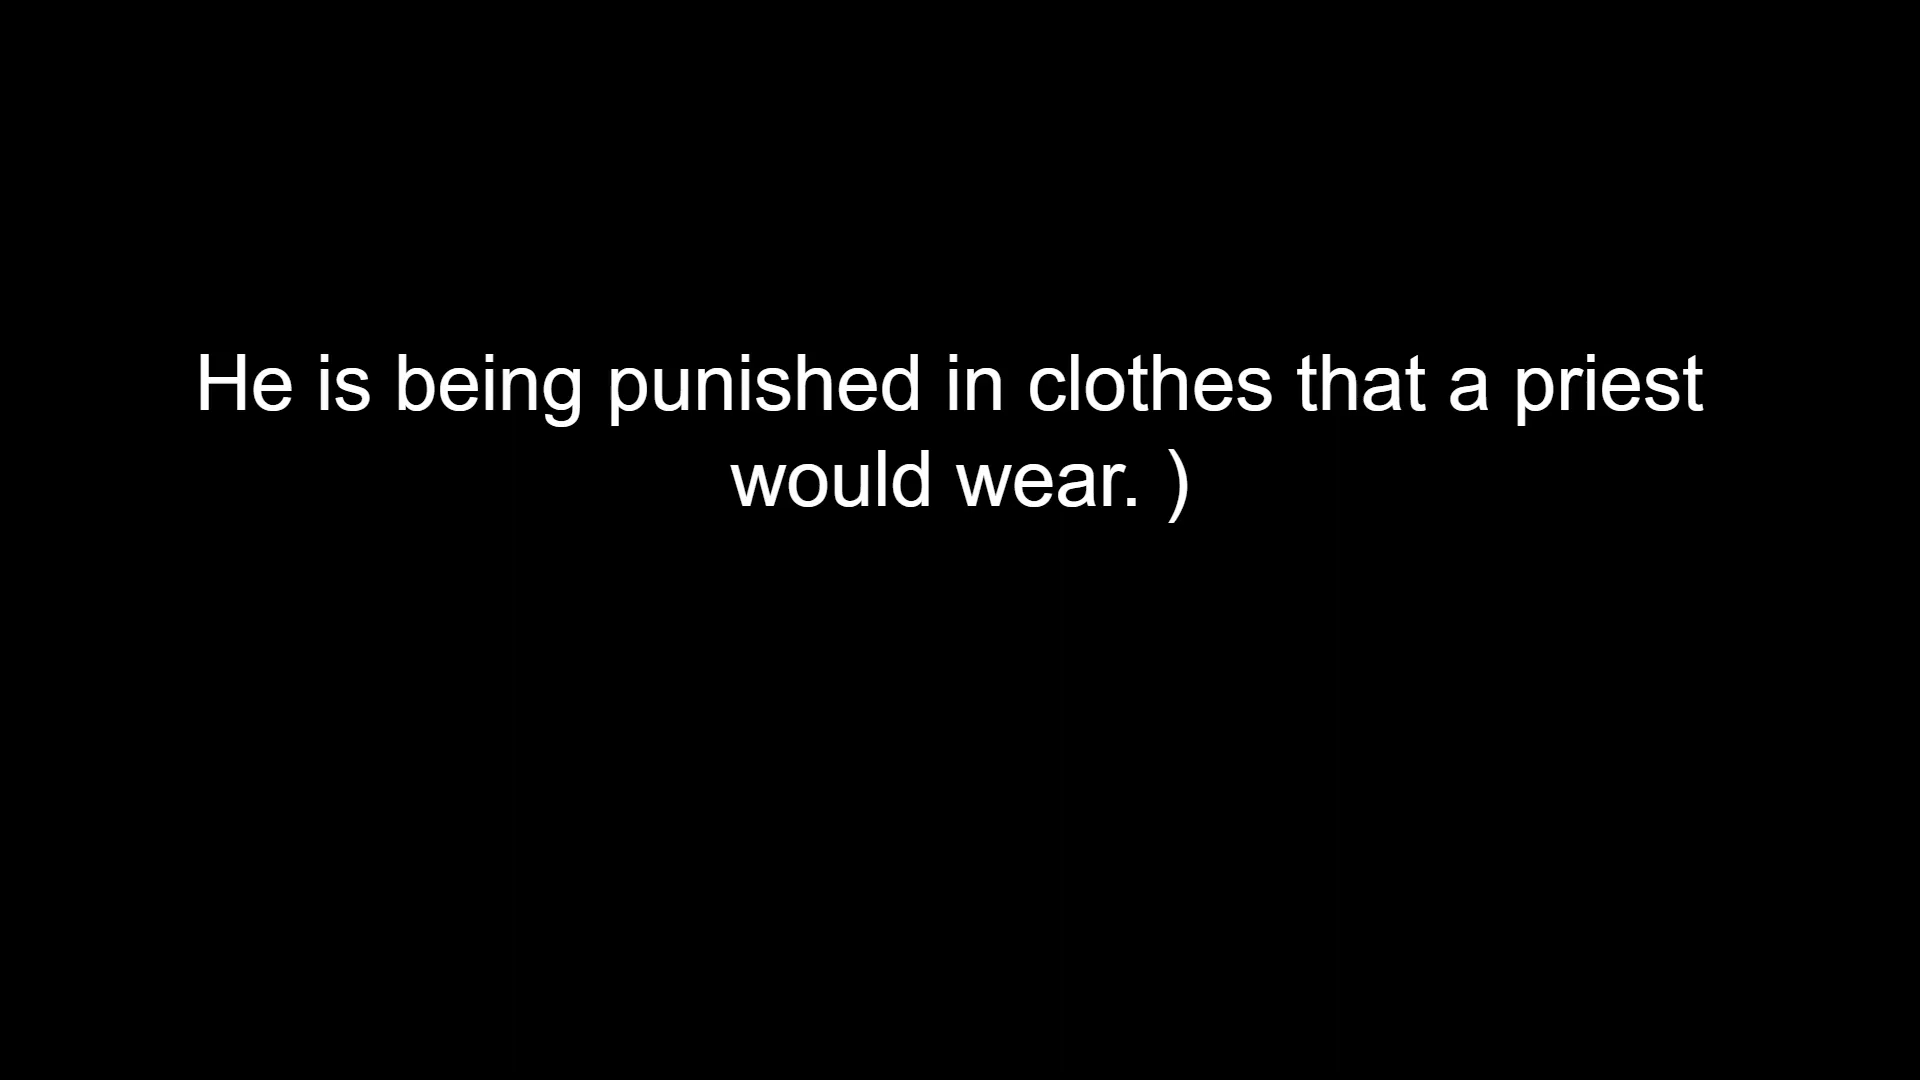 He is being punished in clothes that a priest
would wear. )